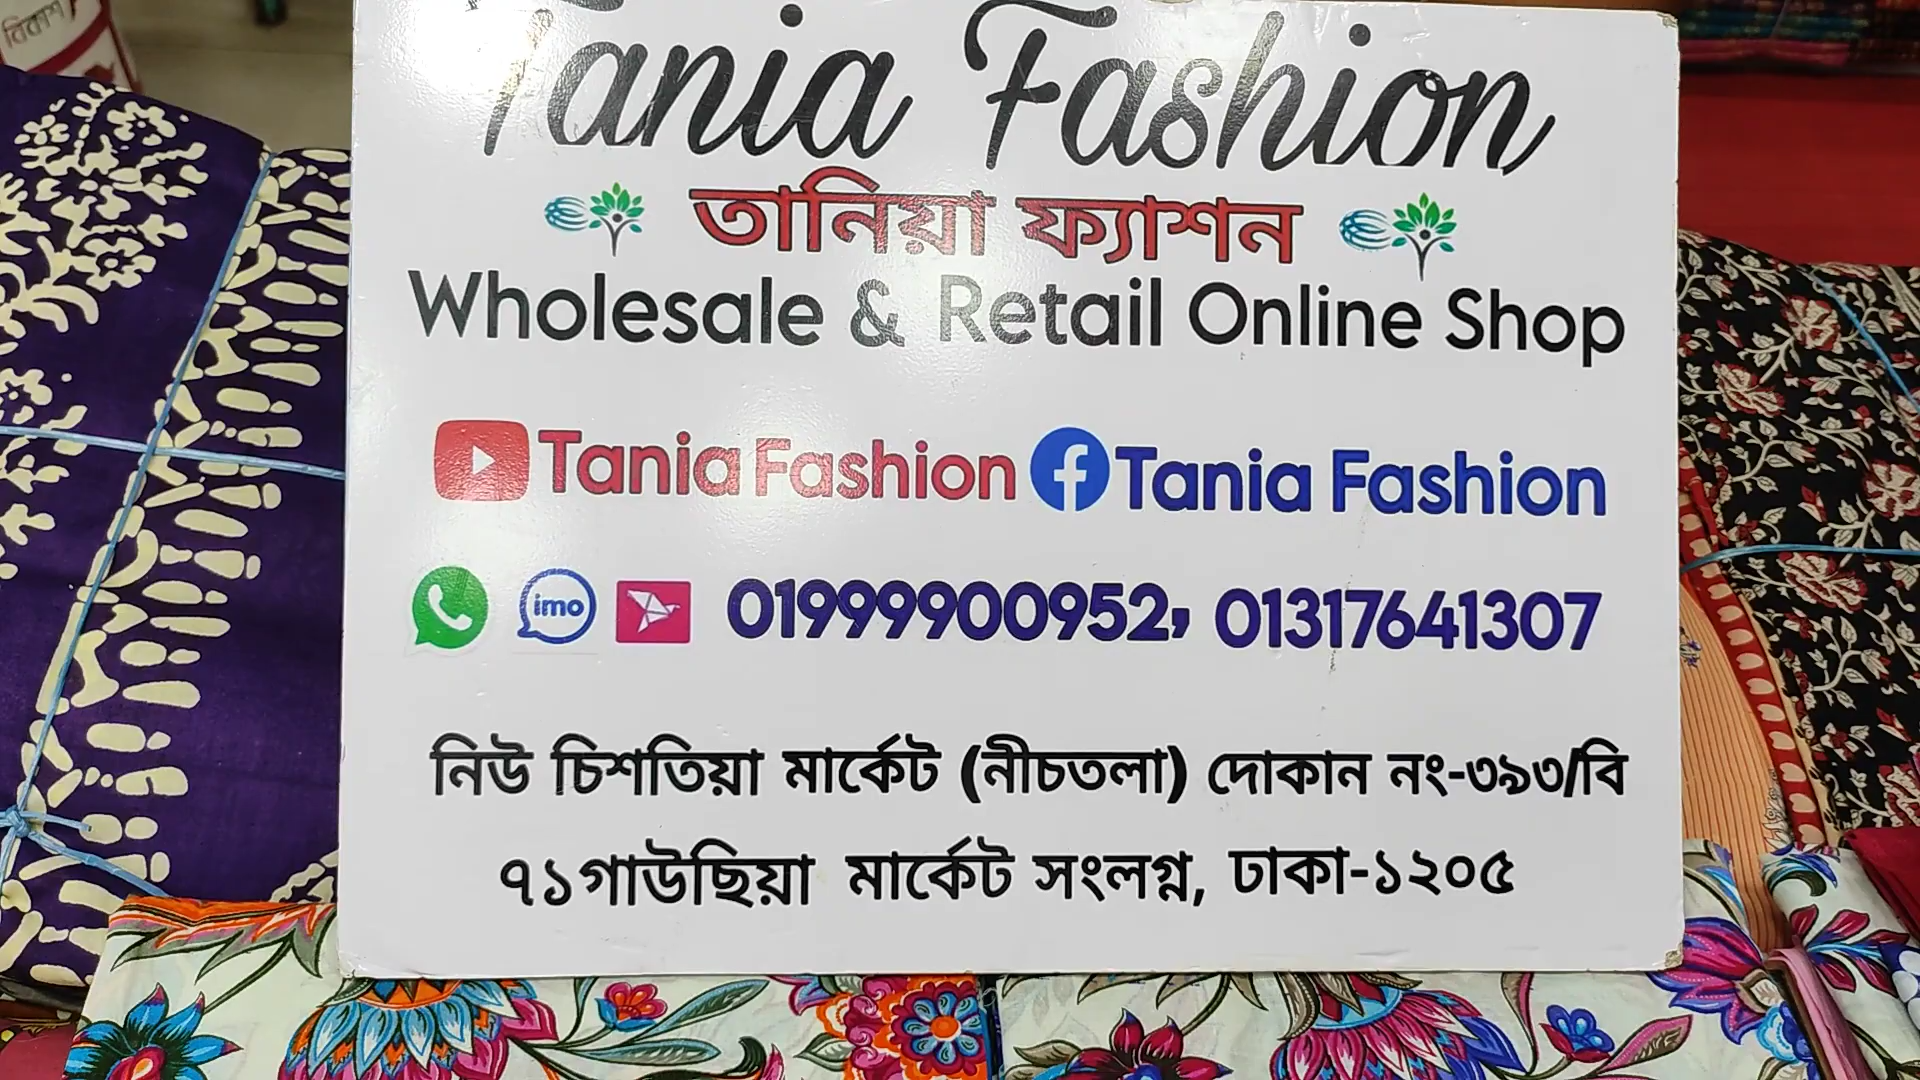 বিকাশ
Tania Fashion
তানিয়া ফ্যাশন
Wholesale & Retail Online Shop
Tania Fashion Tania Fashion
imo 01999900952, 01317641307
নিউ চিশতিয়া মার্কেট (নীচতলা) দোকান নং-৩৯৩/বি
৭১গাউছিয়া মার্কেট সংলগ্ন, ঢাকা-১২০৫